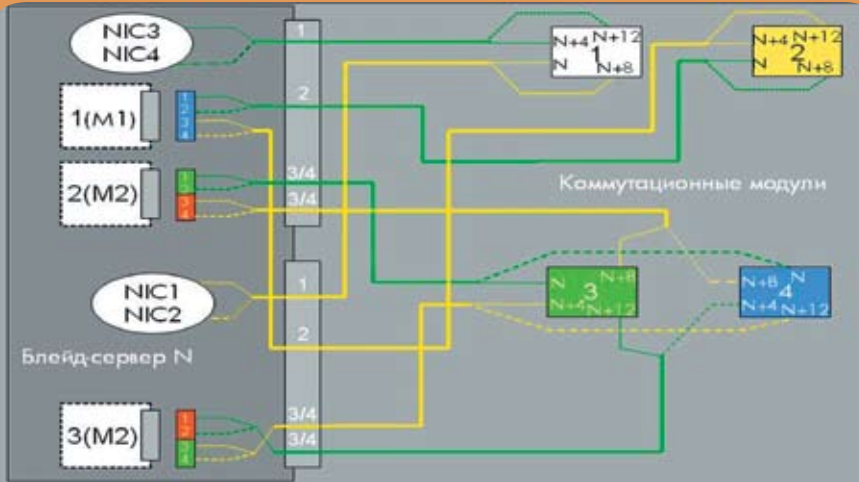 NIC3
NIC4
1
N+4 N+12
1
N N+8
N+4 N+12
2
N N+8
1(M1)
1
2
3
4
2
2(M2)
1
2
3
4
3/4
3/4
Коммутационные модули
NIC1
NIC2
1
2
N+8
N 3
N+4 N+12
N
N+8 4
N+4 N+12
Блейд-сервер N
3(M2)
1
2
3
4
3/4
3/4